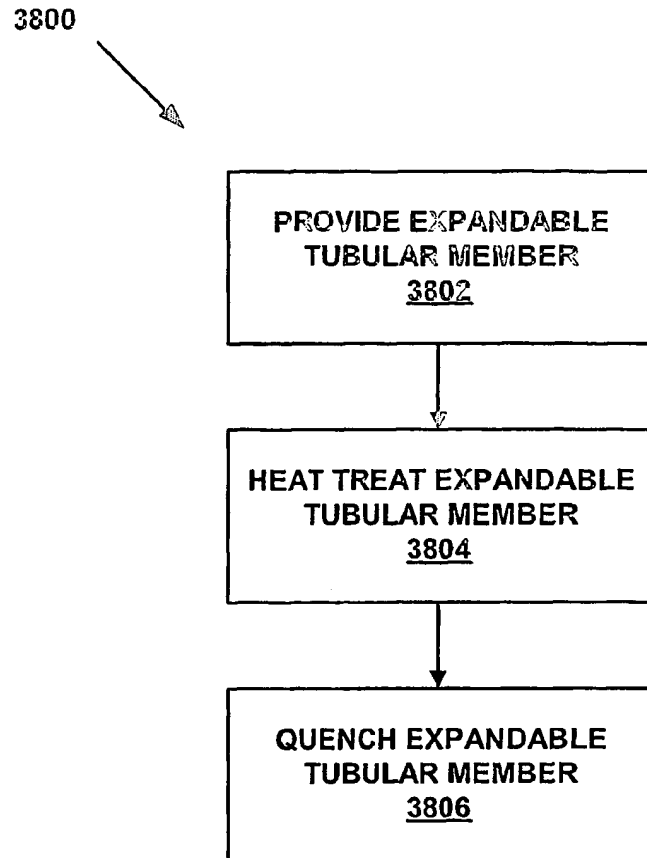 3800
PROVIDE EXPANDABLE
TUBULAR MEMBER
3802
HEAT TREAT EXPANDABLE
TUBULAR MEMBER
3804
QUENCH EXPANDABLE
TUBULAR MEMBER
3806